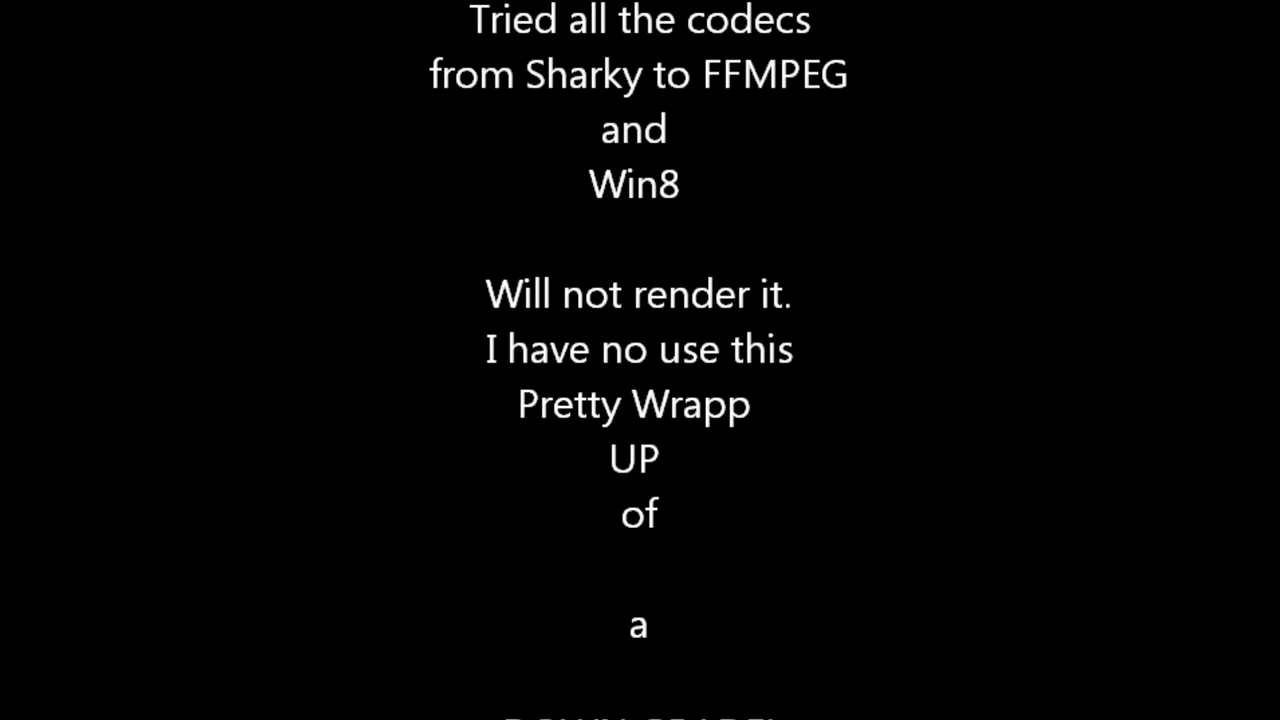 Tried all the codecs
from Sharky to FFMPEG
and
Win8
Will not render it.
I have no use this
Pretty Wrapp
UP
of
a